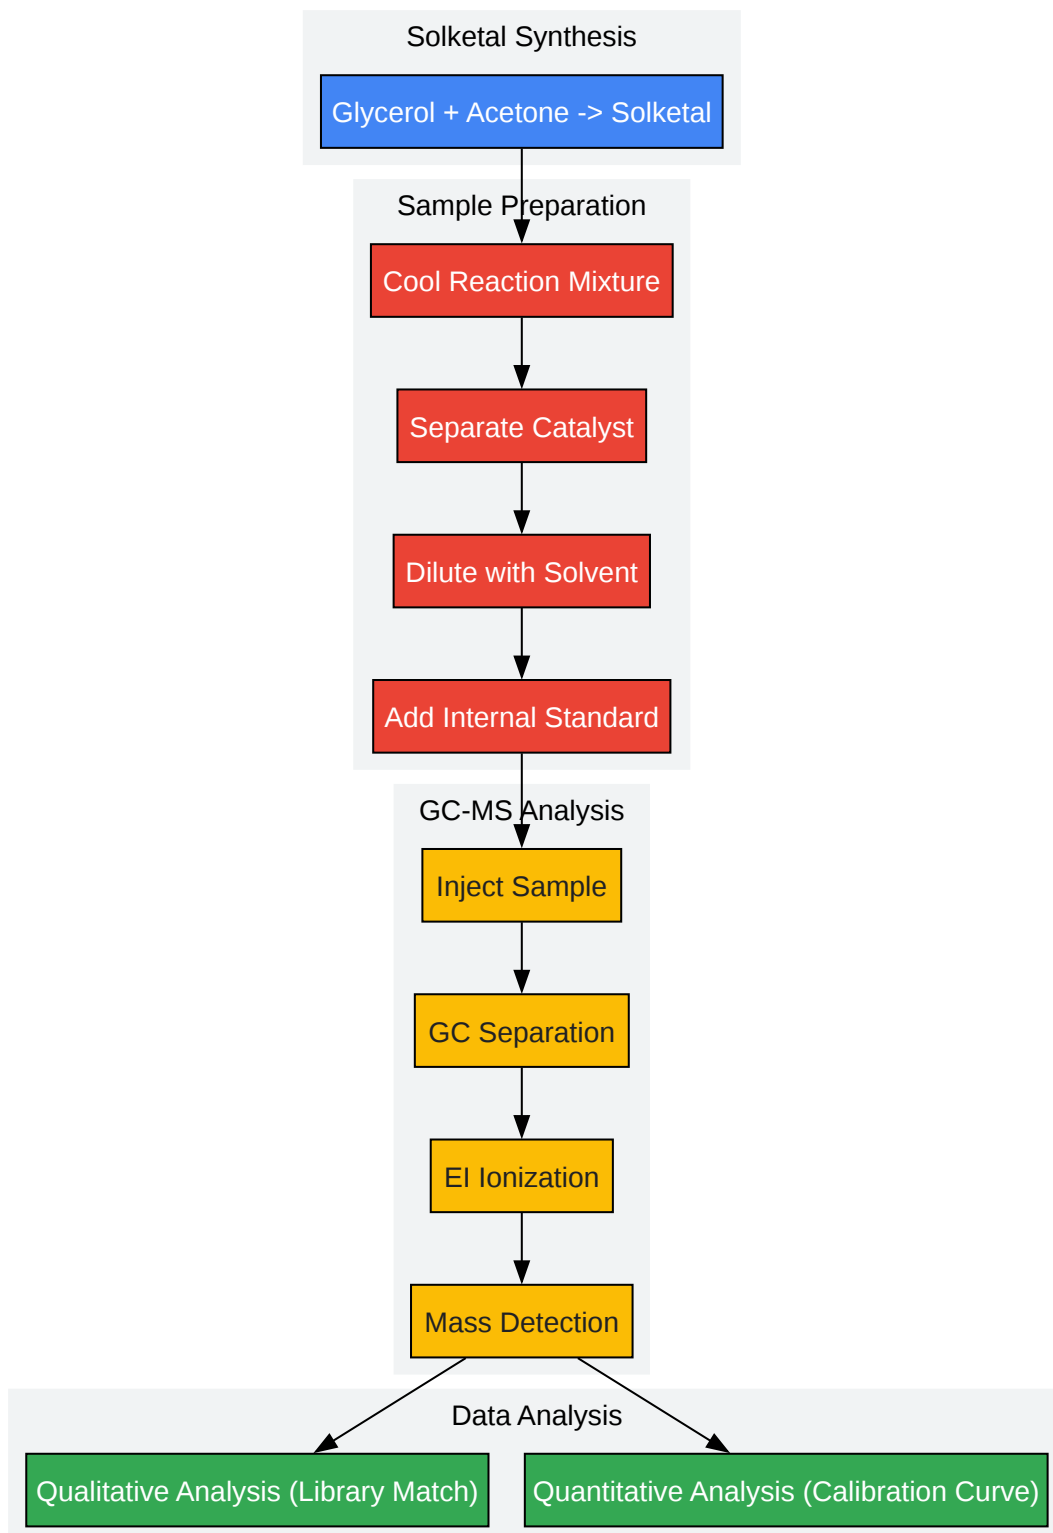 Solketal Synthesis
Glycerol + Acetone -> Solketal
Sample Preparation
Cool Reaction Mixture
Separate Catalyst
Dilute with Solvent
Add Internal Standard
GC-MS Analysis
Inject Sample
GC Separation
EI Ionization
Mass Detection
Data Analysis
Qualitative Analysis (Library Match)
Quantitative Analysis (Calibration Curve)